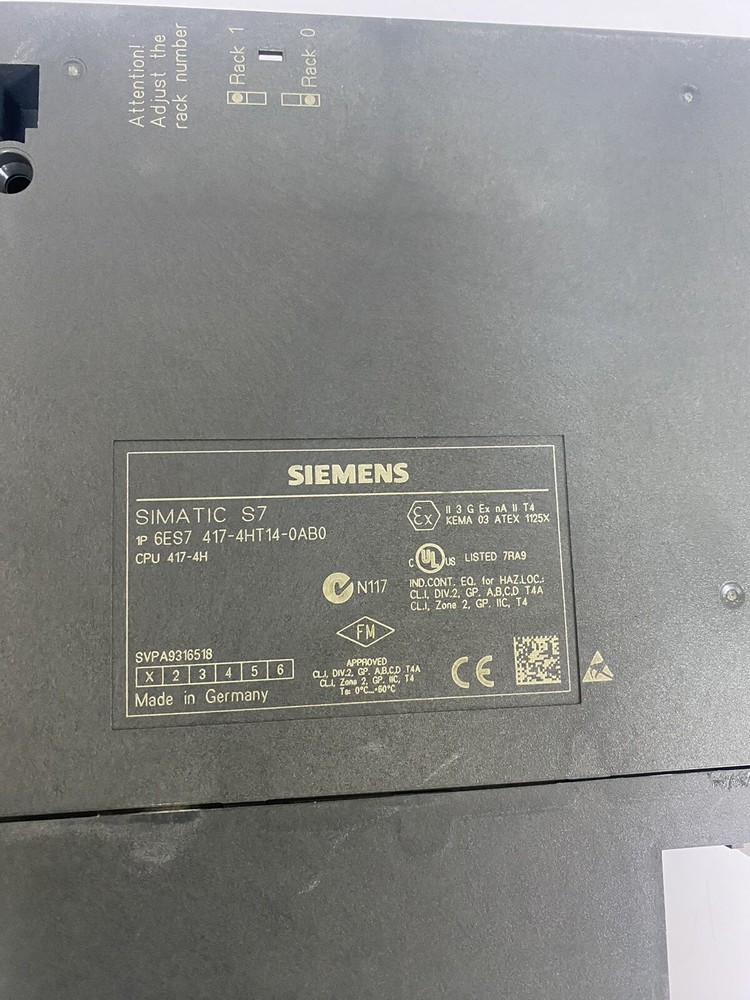 Attention!
Adjust the
rack number
Rack 1
Rack 0
SIEMENS
SIMATIC S7
1P 6ES7 417-4HT14-0AB0
CPU 417-4H
Ex
II 3 G Ex nA II T4
KEMA 03 ATEX 1125X
C UL US LISTED 7RA9
IND.CONT. EQ. for HAZ.LOC.:
CL.I, DIV.2, GP. A,B,C,D T4A
CL.I, Zone 2, GP. IIC, T4
N117
FM
APPROVED
CL.I, DIV.2, GP. A,B,C,D T4A
CL.I, Zone 2, GP. IIC, T4
Ta: 0°C...+60°C
SVPA9316518
X 2 3 4 5 6
Made in Germany
CE